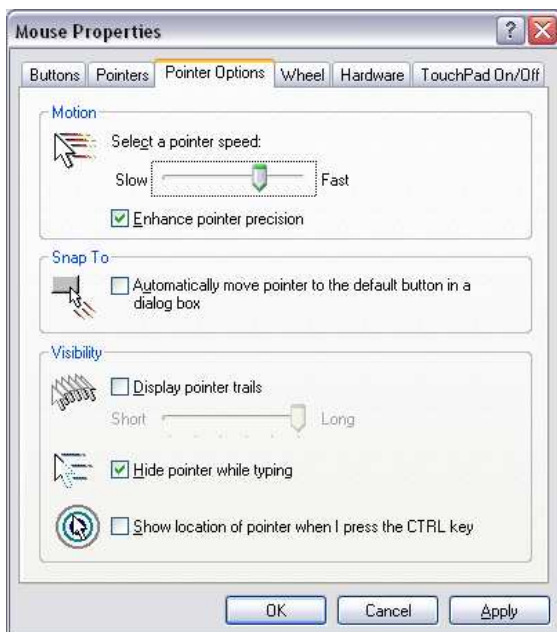 Mouse Properties
Buttons Pointers Pointer Options Wheel Hardware TouchPad On/Off
Motion
Select a pointer speed:
Slow Fast
Enhance pointer precision
Snap To
Automatically move pointer to the default button in a
dialog box
Visibility
Display pointer trails
Short Long
Hide pointer while typing
Show location of pointer when I press the CTRL key
OK Cancel Apply